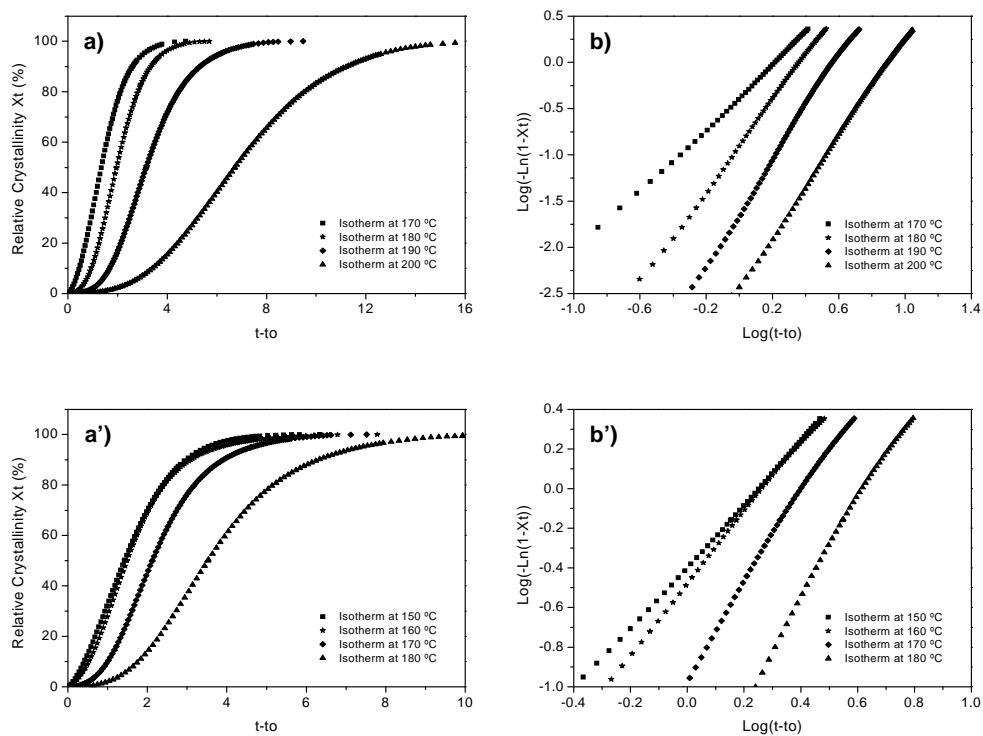 a)
100
80
60
40
20
0
Relative Crystallinity Xt (%)
Isotherm at 170 ºC
Isotherm at 180 ºC
Isotherm at 190 ºC
Isotherm at 200 ºC
0 4 8 12 16
t-to
b)
0.5
0.0
-0.5
-1.0
-1.5
-2.0
-2.5
Log(-Ln(1-Xt))
Isotherm at 170 ºC
Isotherm at 180 ºC
Isotherm at 190 ºC
Isotherm at 200 ºC
-1.0 -0.6 -0.2 0.2 0.6 1.0 1.4
Log(t-to)
a’)
100
80
60
40
20
0
Relative Crystallinity Xt (%)
Isotherm at 150 ºC
Isotherm at 160 ºC
Isotherm at 170 ºC
Isotherm at 180 ºC
0 2 4 6 8 10
t-to
b’)
0.4
0.2
0.0
-0.2
-0.4
-0.6
-0.8
-1.0
Log(-Ln(1-Xt))
Isotherm at 150 ºC
Isotherm at 160 ºC
Isotherm at 170 ºC
Isotherm at 180 ºC
-0.4 -0.2 0.0 0.2 0.4 0.6 0.8 1.0
Log(t-to)